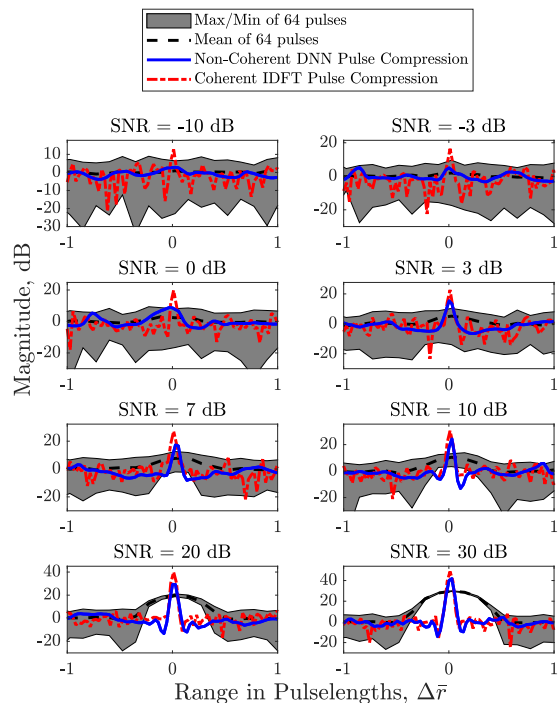 Max/Min of 64 pulses
Mean of 64 pulses
Non-Coherent DNN Pulse Compression
Coherent IDFT Pulse Compression
SNR = -10 dB
SNR = -3 dB
10
0
-10
-20
-30
-1 0 1
20
0
-20
-1 0 1
SNR = 0 dB
SNR = 3 dB
20
0
-20
-1 0 1
20
0
-20
-1 0 1
SNR = 7 dB
SNR = 10 dB
20
0
-20
-1 0 1
20
0
-20
-1 0 1
SNR = 20 dB
SNR = 30 dB
40
20
0
-20
-1 0 1
40
20
0
-20
-1 0 1
Magnitude, dB
Range in Pulselengths, Δr̄